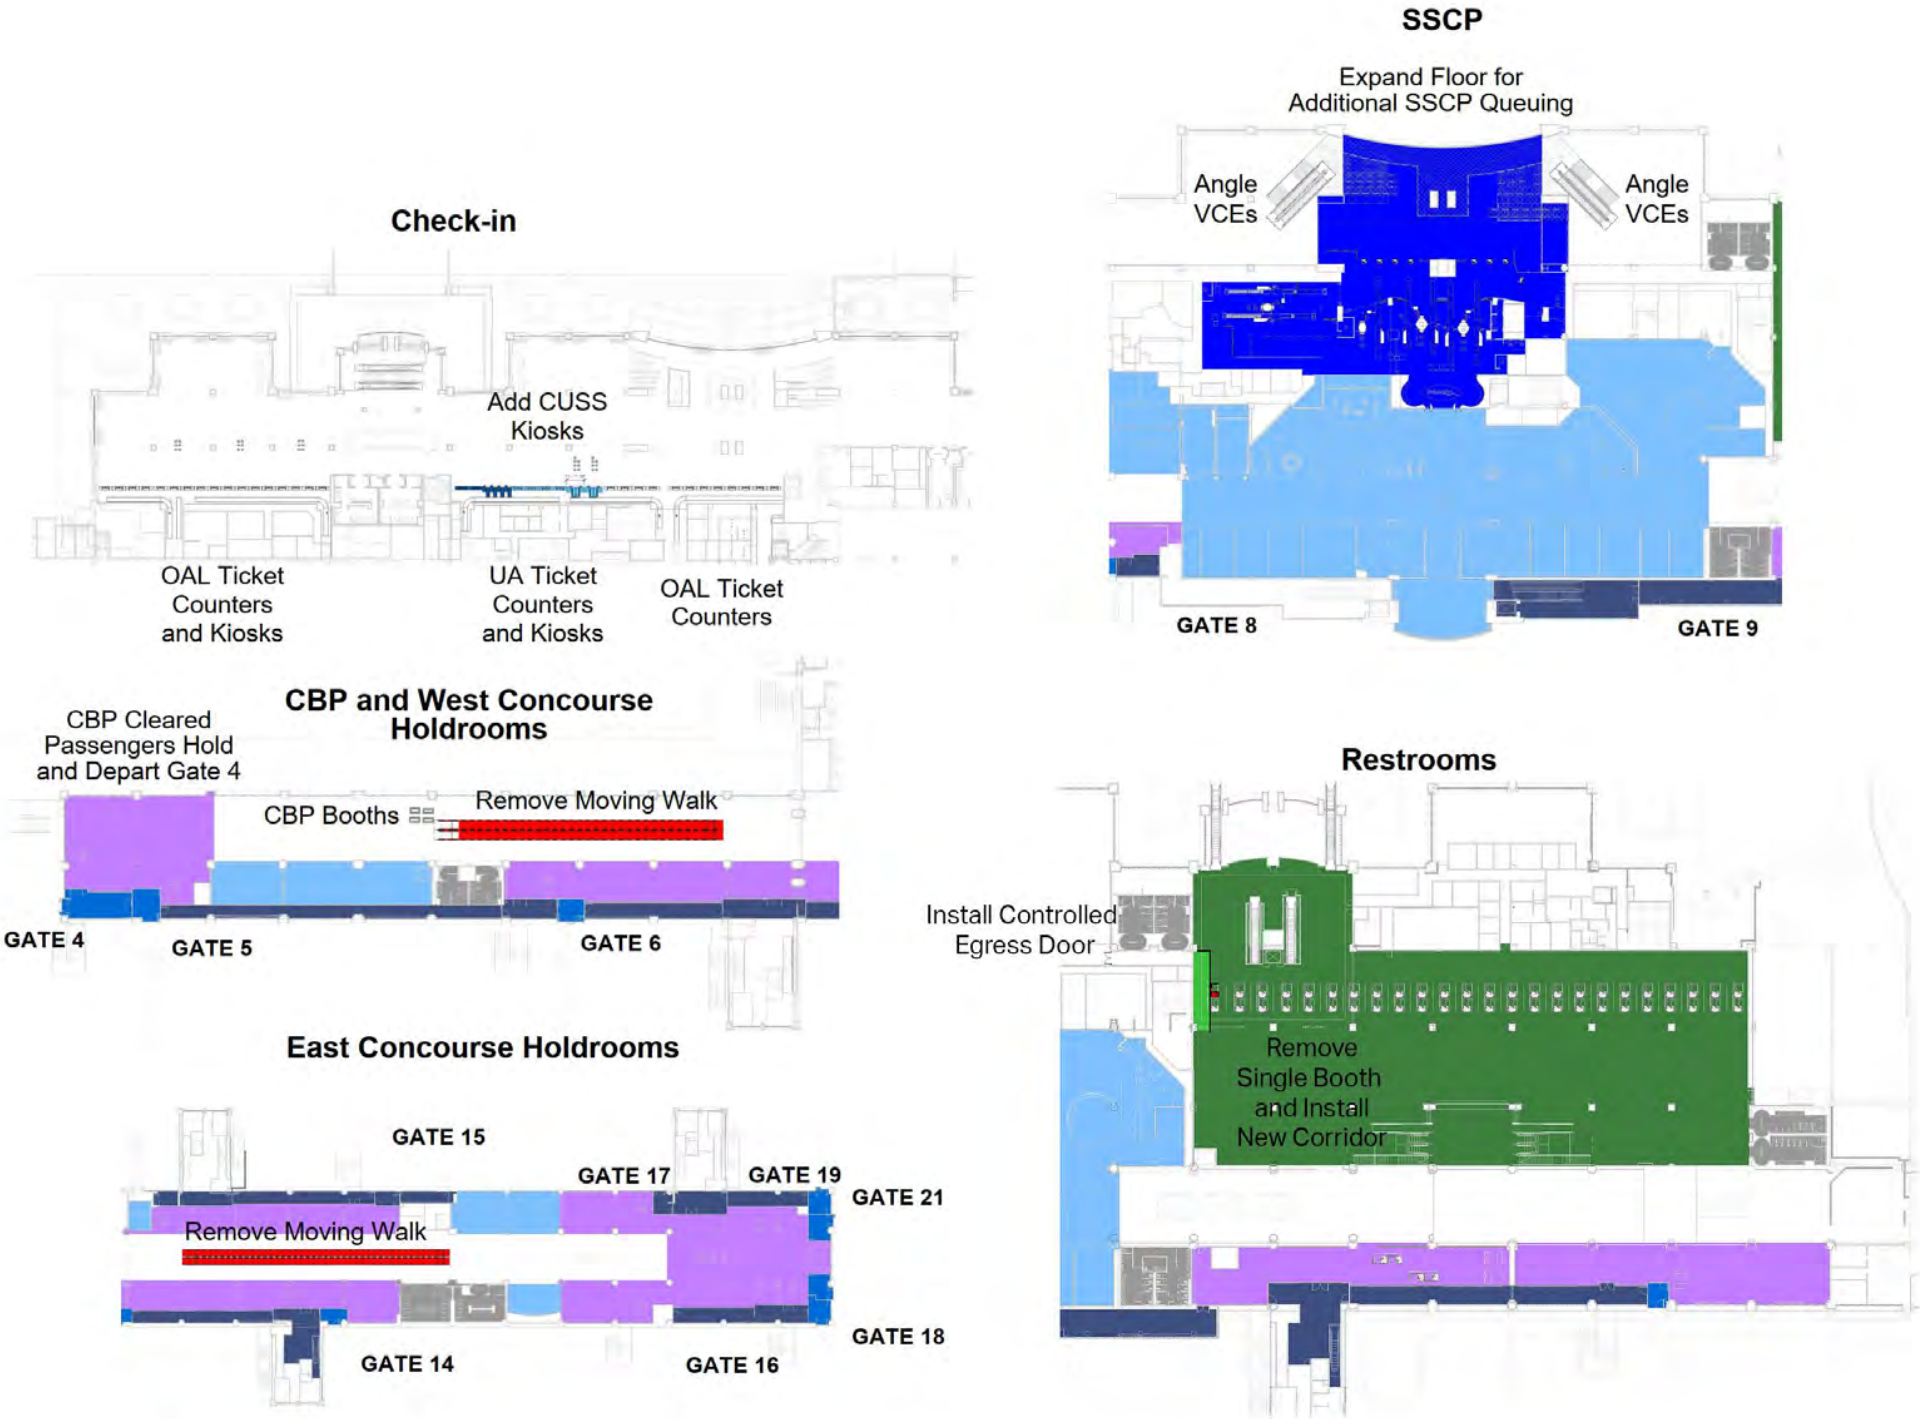 SSCP
Expand Floor for
Additional SSCP Queuing
Angle
VCEs
Angle
VCEs
GATE 8
GATE 9
Check-in
Add CUSS
Kiosks
OAL Ticket
Counters
and Kiosks
UA Ticket
Counters
and Kiosks
OAL Ticket
Counters
CBP and West Concourse
Holdrooms
CBP Cleared
Passengers Hold
and Depart Gate 4
CBP Booths
Remove Moving Walk
GATE 4
GATE 5
GATE 6
East Concourse Holdrooms
GATE 15
GATE 17
GATE 19
GATE 21
Remove Moving Walk
GATE 14
GATE 16
GATE 18
Restrooms
Install Controlled
Egress Door
Remove
Single Booth
and Install
New Corridor